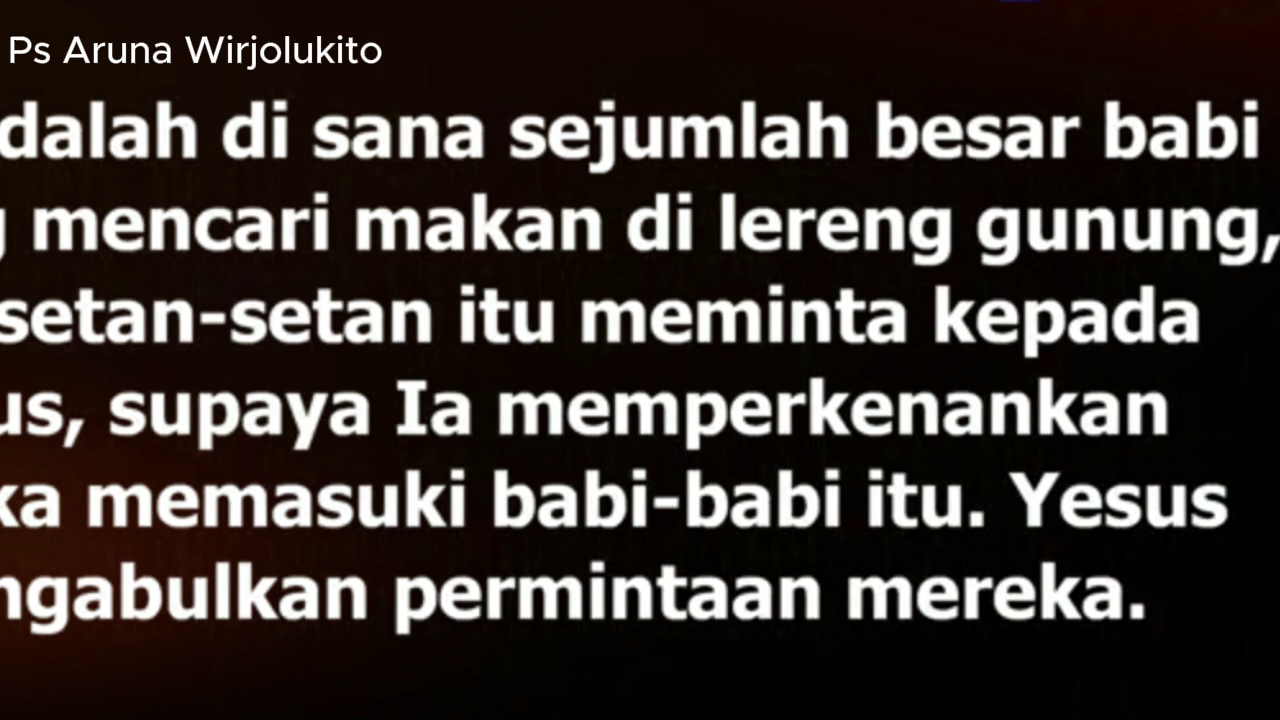 Ps Aruna Wirjolukito
dalah di sana sejumlah besar babi
mencari makan di lereng gunung,
setan-setan itu meminta kepada
us, supaya Ia memperkenankan
ka memasuki babi-babi itu. Yesus
ngabulkan permintaan mereka.